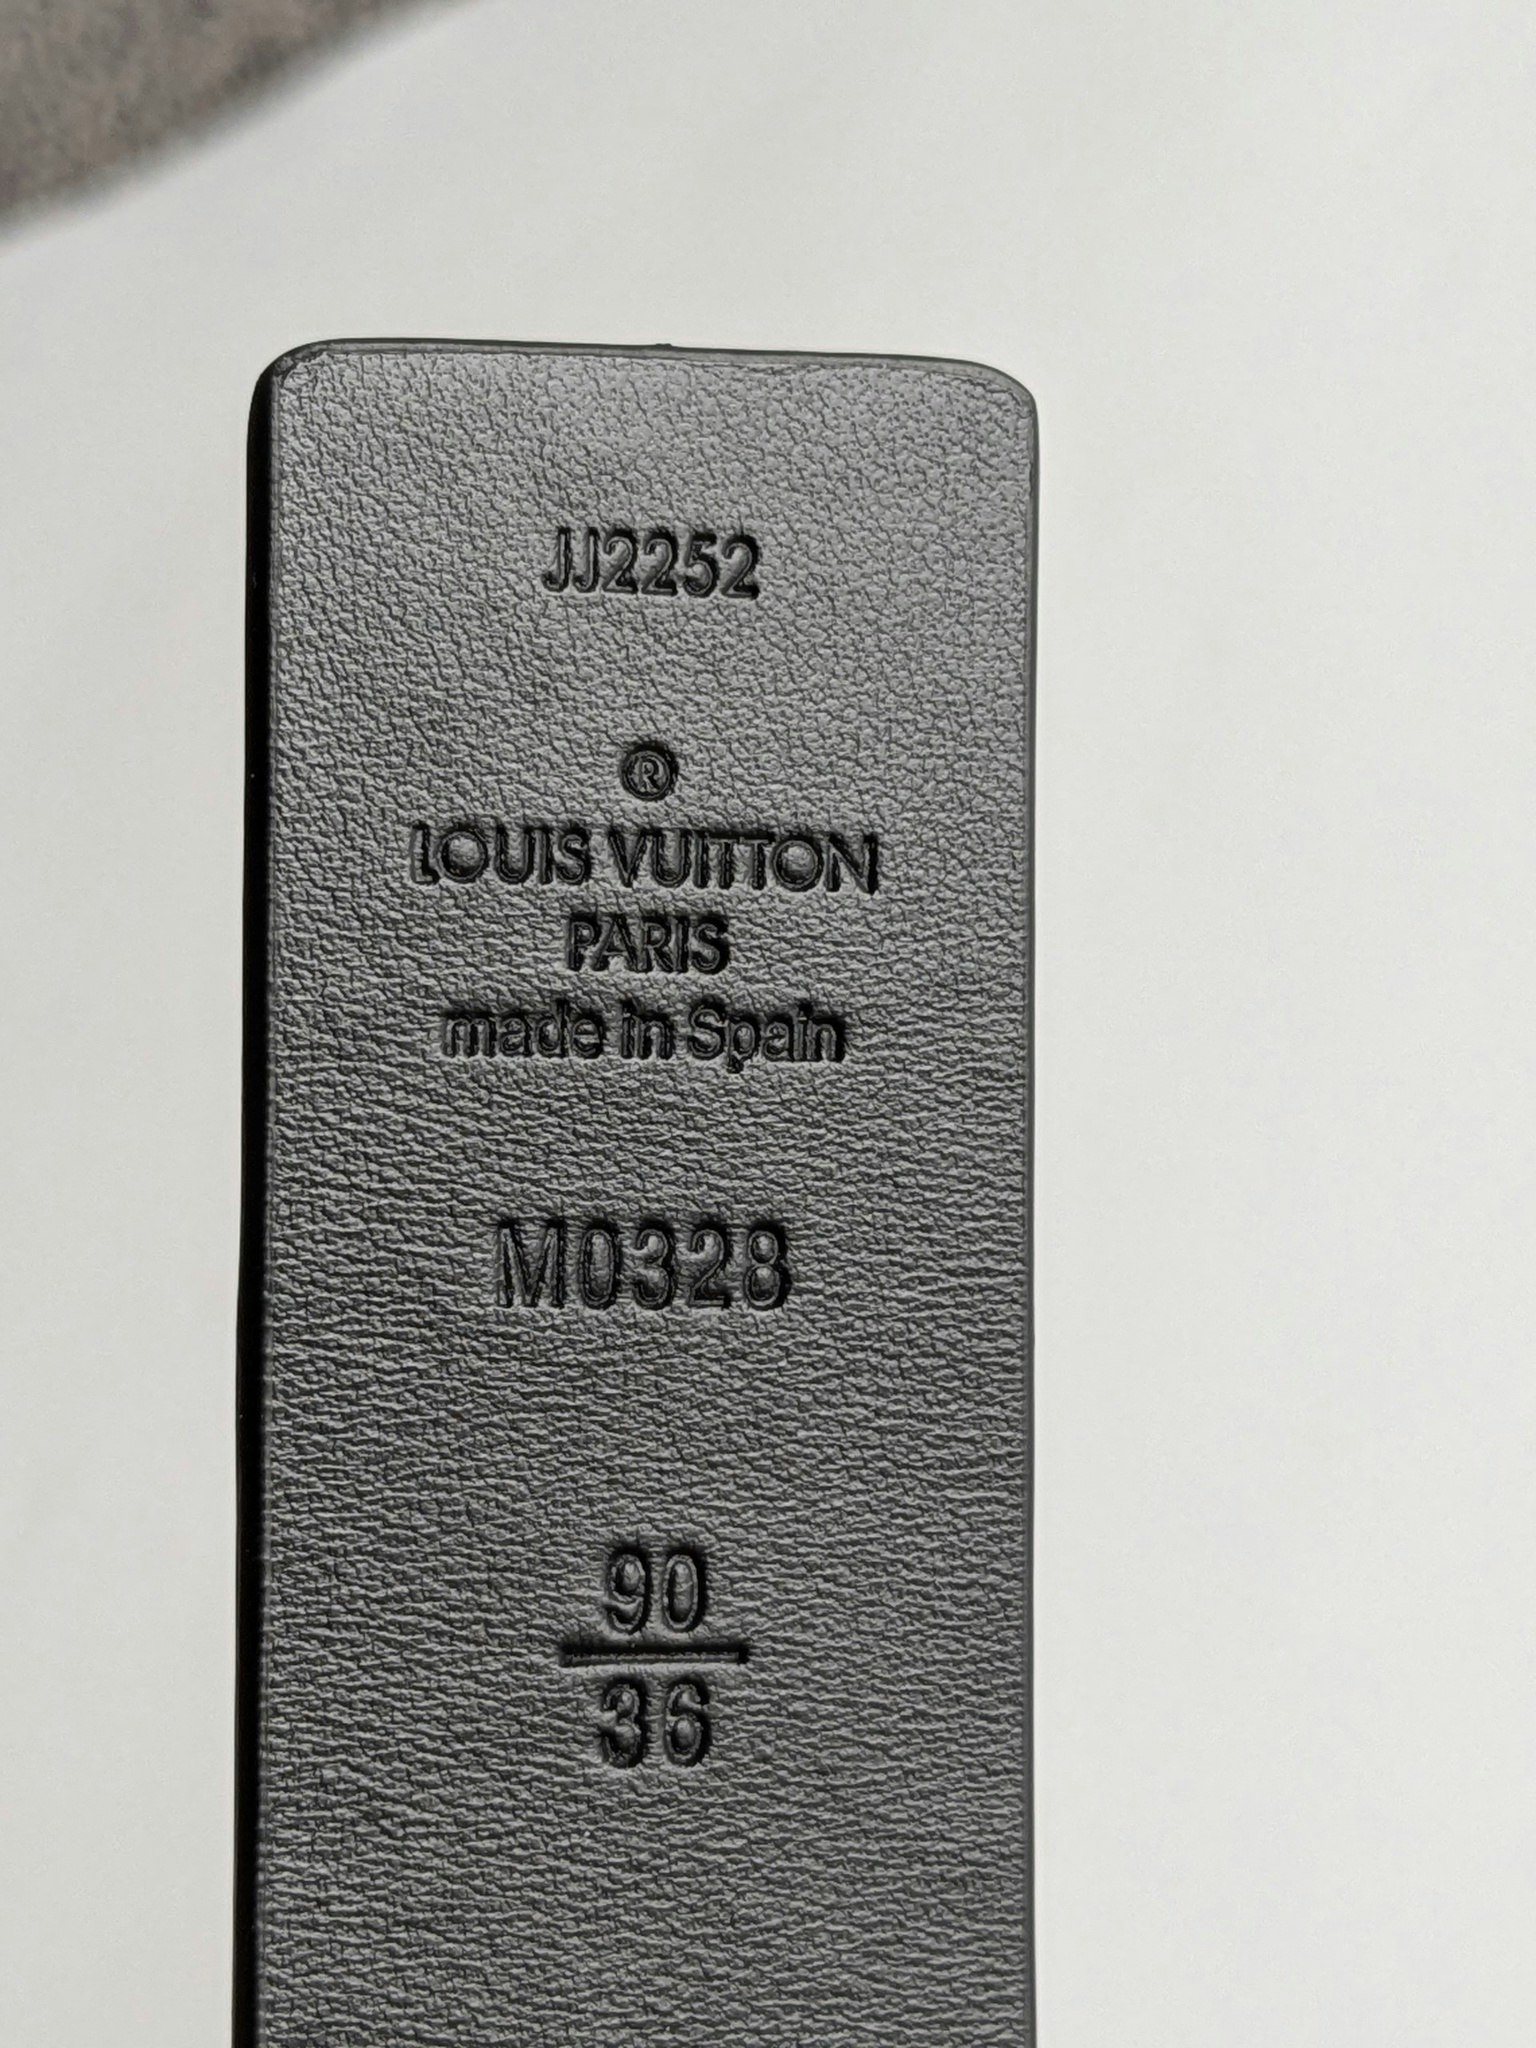 JJ2252
®
LOUIS VUITTON
PARIS
made in Spain
M0328
90
36